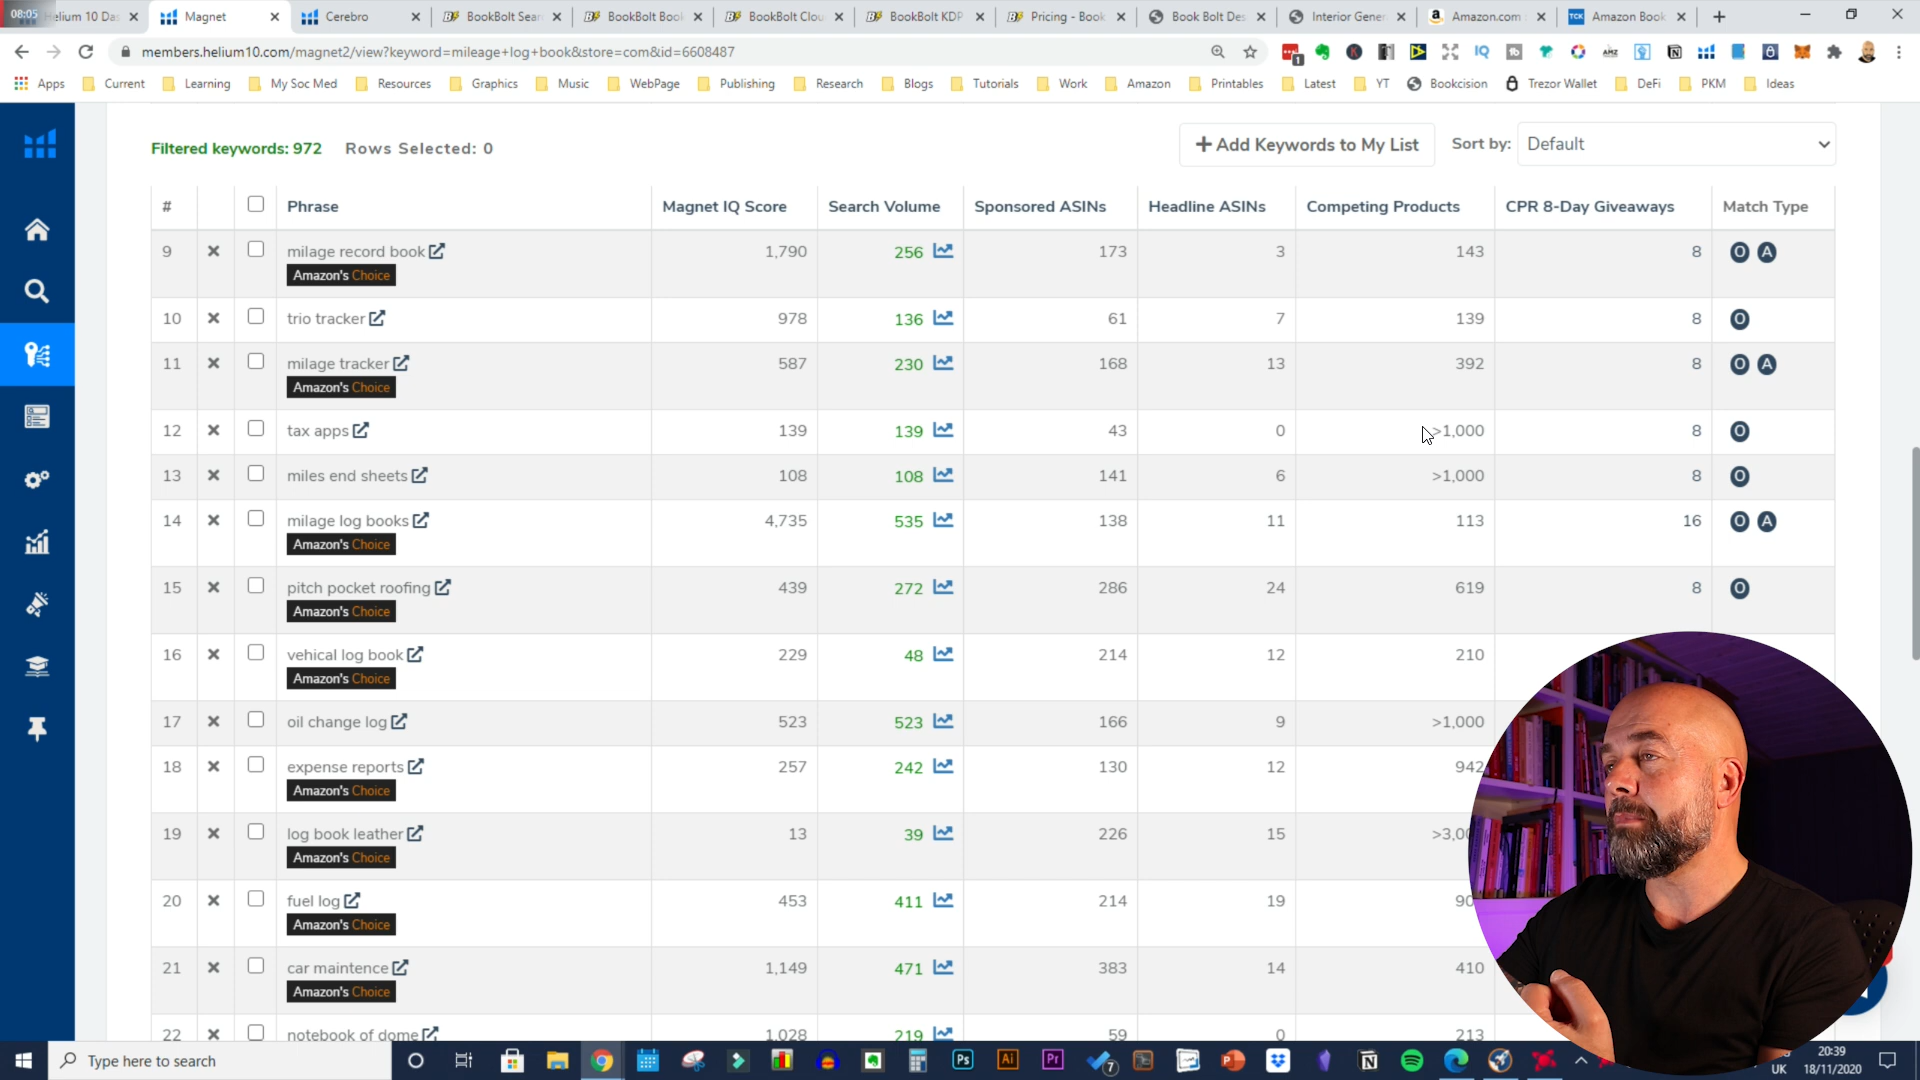 08:05
Helium 10 Das
Magnet
Cerebro
BookBolt Sear
BookBolt Bool
BookBolt Clou
BookBolt KDP
Pricing - Book
Book Bolt Des
Interior Gener
Amazon.com :
Amazon Book
members.helium10.com/magnet2/view?keyword=mileage+log+book&store=com&id=6608487
Apps Current Learning My Soc Med Resources Graphics Music WebPage Publishing Research Blogs Tutorials Work Amazon Printables Latest YT Bookcision Trezor Wallet DeFi PKM Ideas
Filtered keywords: 972 Rows Selected: 0
+ Add Keywords to My List Sort by: Default
# Phrase Magnet IQ Score Search Volume Sponsored ASINs Headline ASINs Competing Products CPR 8-Day Giveaways Match Type
9 milage record book 1,790 256 173 3 143 8 O A
Amazon's Choice
10 trio tracker 978 136 61 7 139 8 O
11 milage tracker 587 230 168 13 392 8 O A
Amazon's Choice
12 tax apps 139 139 43 0 >1,000 8 O
13 miles end sheets 108 108 141 6 >1,000 8 O
14 milage log books 4,735 535 138 11 113 16 O A
Amazon's Choice
15 pitch pocket roofing 439 272 286 24 619 8 O
Amazon's Choice
16 vehical log book 229 48 214 12 210
Amazon's Choice
17 oil change log 523 523 166 9 >1,000
18 expense reports 257 242 130 12 942
Amazon's Choice
19 log book leather 13 39 226 15 >3,00
Amazon's Choice
20 fuel log 453 411 214 19 90
Amazon's Choice
21 car maintence 1,149 471 383 14 410
Amazon's Choice
22 notebook of dome 1,028 219 59 0 213
Type here to search
UK
20:39
18/11/2020